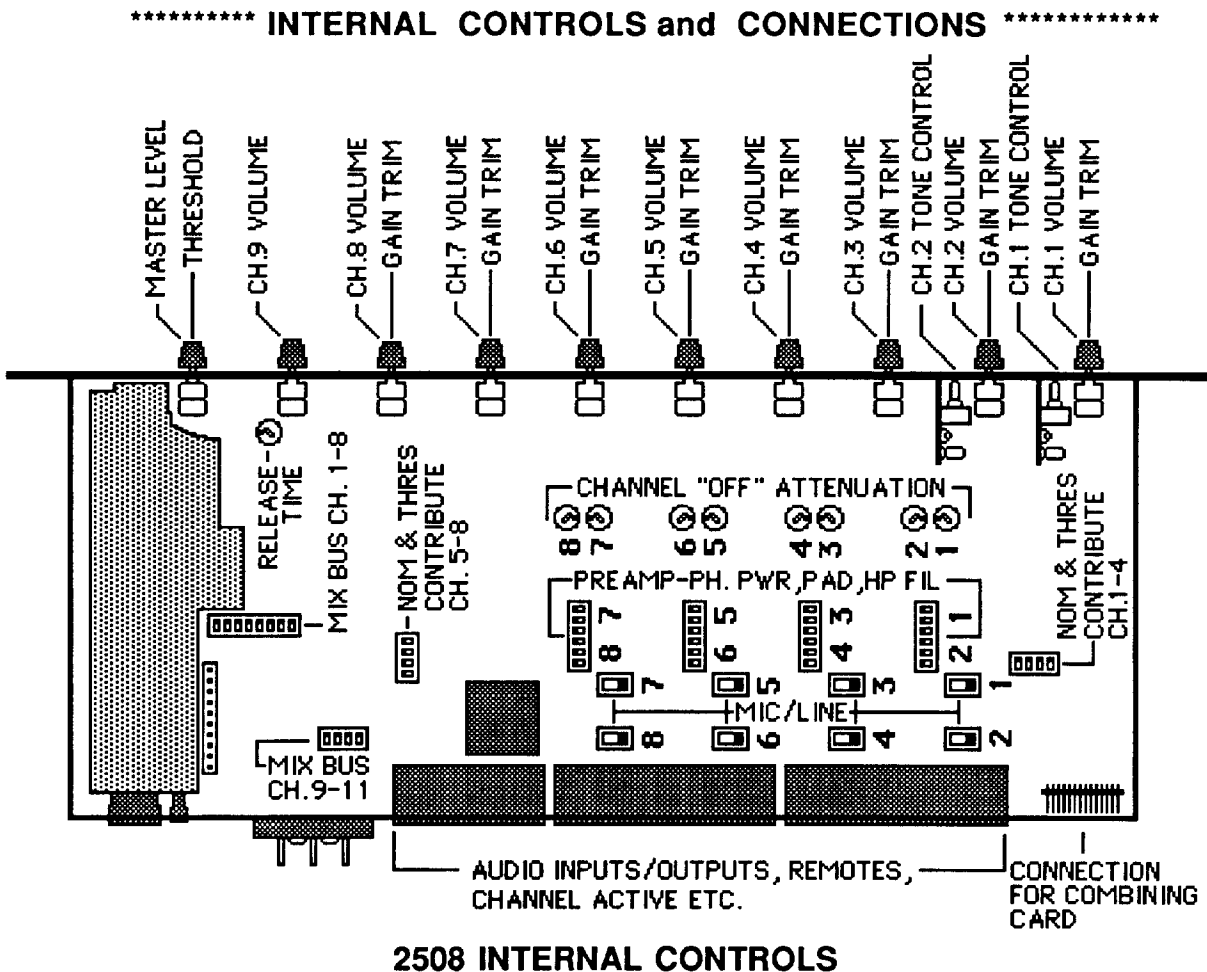 ********** INTERNAL CONTROLS and CONNECTIONS ************
MASTER LEVEL
THRESHOLD
CH.9 VOLUME
CH.8 VOLUME
GAIN TRIM
CH.7 VOLUME
GAIN TRIM
CH.6 VOLUME
GAIN TRIM
CH.5 VOLUME
GAIN TRIM
CH.4 VOLUME
GAIN TRIM
CH.3 VOLUME
GAIN TRIM
CH.2 TONE CONTROL
CH.2 VOLUME
GAIN TRIM
CH.1 TONE CONTROL
CH.1 VOLUME
GAIN TRIM
RELEASE
TIME
MIX BUS CH. 1-8
NOM & THRES
CONTRIBUTE
CH. 5-8
CHANNEL "OFF" ATTENUATION
8 7 6 5 4 3 2 1
PREAMP-PH. PWR,PAD,HP FIL
7 5 3 1
8 6 4 2
NOM & THRES
CONTRIBUTE
CH.1-4
7 5 3 1
MIC/LINE
8 6 4 2
MIX BUS
CH.9-11
AUDIO INPUTS/OUTPUTS, REMOTES,
CHANNEL ACTIVE ETC.
CONNECTION
FOR COMBINING
CARD
2508 INTERNAL CONTROLS